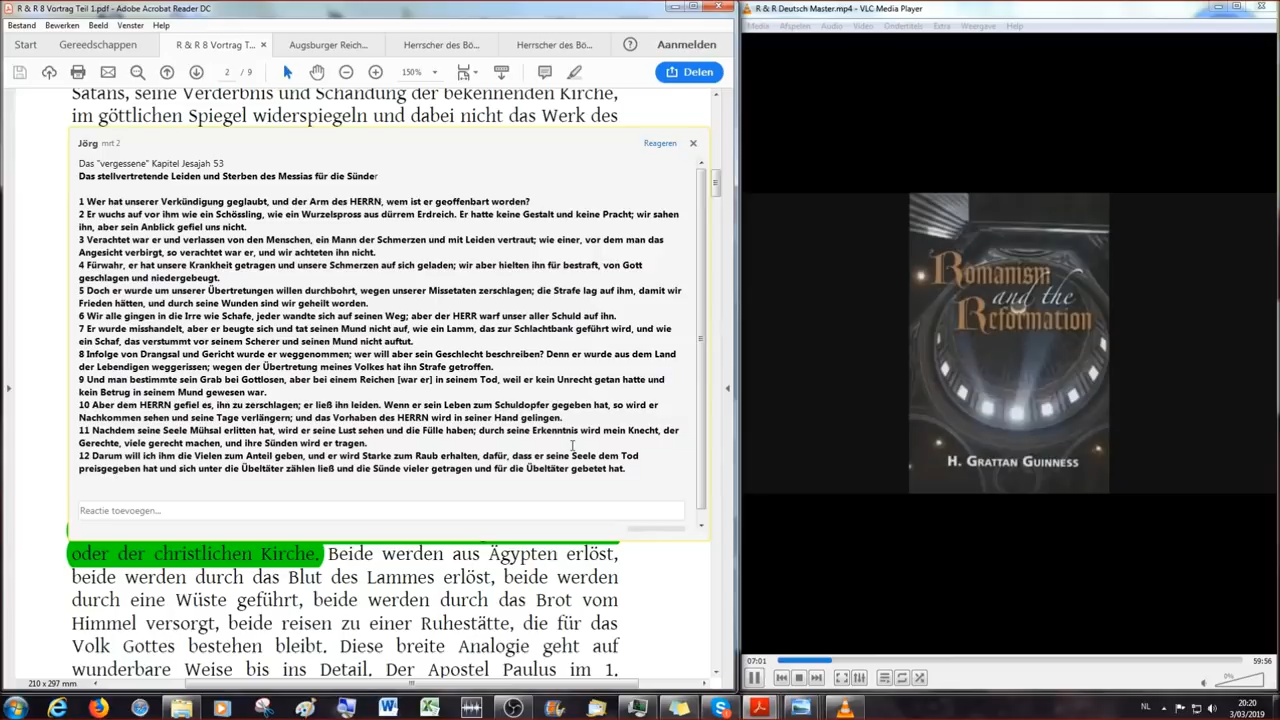 R & R 8 Vortrag Teil 1.pdf - Adobe Acrobat Reader DC
Bestand Bewerken Beeld Venster Help
Start Gereedschappen R & R 8 Vortrag T... × Augsburger Reich... Herrscher des Bö... Herrscher des Bö... ? Aanmelden
2 / 9 150% Delen
Satans, seine Verderbnis und Schändung der bekennenden Kirche,
im göttlichen Spiegel widerspiegeln und dabei nicht das Werk des
Jörg mrt 2 Reageren ×
Das "vergessene" Kapitel Jesajah 53
Das stellvertretende Leiden und Sterben des Messias für die Sünder
1 Wer hat unserer Verkündigung geglaubt, und der Arm des HERRN, wem ist er geoffenbart worden?
2 Er wuchs auf vor ihm wie ein Schössling, wie ein Wurzelspross aus dürrem Erdreich. Er hatte keine Gestalt und keine Pracht; wir sahen
ihn, aber sein Anblick gefiel uns nicht.
3 Verachtet war er und verlassen von den Menschen, ein Mann der Schmerzen und mit Leiden vertraut; wie einer, vor dem man das
Angesicht verbirgt, so verachtet war er, und wir achteten ihn nicht.
4 Fürwahr, er hat unsere Krankheit getragen und unsere Schmerzen auf sich geladen; wir aber hielten ihn für bestraft, von Gott
geschlagen und niedergebeugt.
5 Doch er wurde um unserer Übertretungen willen durchbohrt, wegen unserer Missetaten zerschlagen; die Strafe lag auf ihm, damit wir
Frieden hätten, und durch seine Wunden sind wir geheilt worden.
6 Wir alle gingen in die Irre wie Schafe, jeder wandte sich auf seinen Weg; aber der HERR warf unser aller Schuld auf ihn.
7 Er wurde misshandelt, aber er beugte sich und tat seinen Mund nicht auf, wie ein Lamm, das zur Schlachtbank geführt wird, und wie
ein Schaf, das verstummt vor seinem Scherer und seinen Mund nicht auftut.
8 Infolge von Drangsal und Gericht wurde er weggenommen; wer will aber sein Geschlecht beschreiben? Denn er wurde aus dem Land
der Lebendigen weggerissen; wegen der Übertretung meines Volkes hat ihn Strafe getroffen.
9 Und man bestimmte sein Grab bei Gottlosen, aber bei einem Reichen [war er] in seinem Tod, weil er kein Unrecht getan hatte und
kein Betrug in seinem Mund gewesen war.
10 Aber dem HERRN gefiel es, ihn zu zerschlagen; er ließ ihn leiden. Wenn er sein Leben zum Schuldopfer gegeben hat, so wird er
Nachkommen sehen und seine Tage verlängern; und das Vorhaben des HERRN wird in seiner Hand gelingen.
11 Nachdem seine Seele Mühsal erlitten hat, wird er seine Lust sehen und die Fülle haben; durch seine Erkenntnis wird mein Knecht, der
Gerechte, viele gerecht machen, und ihre Sünden wird er tragen.
12 Darum will ich ihm die Vielen zum Anteil geben, und er wird Starke zum Raub erhalten, dafür, dass er seine Seele dem Tod
preisgegeben hat und sich unter die Übeltäter zählen ließ und die Sünde vieler getragen und für die Übeltäter gebetet hat.
Reactie toevoegen...
oder der christlichen Kirche. Beide werden aus Ägypten erlöst,
beide werden durch das Blut des Lammes erlöst, beide werden
durch eine Wüste geführt, beide werden durch das Brot vom
Himmel versorgt, beide reisen zu einer Ruhestätte, die für das
Volk Gottes bestehen bleibt. Diese breite Analogie geht auf
wunderbare Weise bis ins Detail. Der Apostel Paulus im 1.
210 x 297 mm
R & R Deutsch Master.mp4 - VLC Media Player
Media Afspelen Audio Video Ondertiteling Extra Weergave Help
Romanism
and the
Reformation
H. GRATTAN GUINNESS
07:01 59:56
0%
NL 20:20
3/03/2019